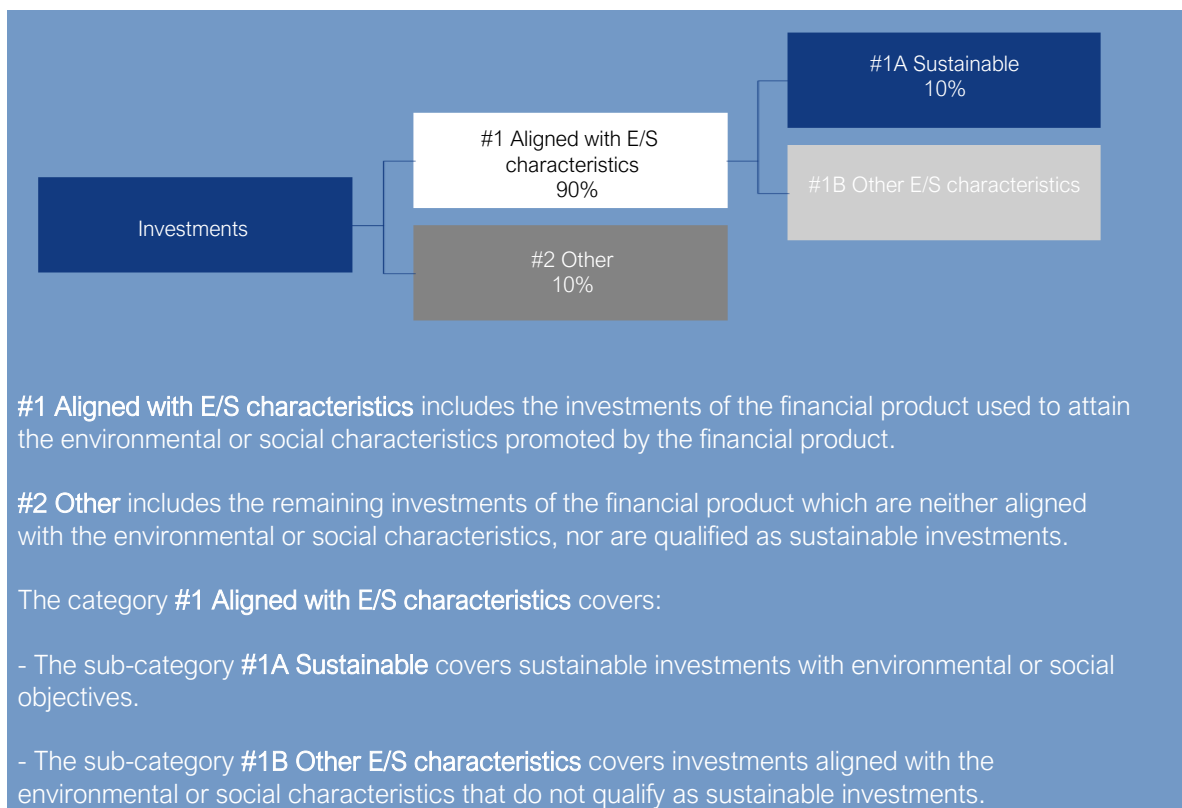 #1A Sustainable
10%
#1 Aligned with E/S
characteristics
90%
#1B Other E/S characteristics
Investments
#2 Other
10%
#1 Aligned with E/S characteristics includes the investments of the financial product used to attain
the environmental or social characteristics promoted by the financial product.
#2 Other includes the remaining investments of the financial product which are neither aligned
with the environmental or social characteristics, nor are qualified as sustainable investments.
The category #1 Aligned with E/S characteristics covers:
- The sub-category #1A Sustainable covers sustainable investments with environmental or social
objectives.
- The sub-category #1B Other E/S characteristics covers investments aligned with the
environmental or social characteristics that do not qualify as sustainable investments.